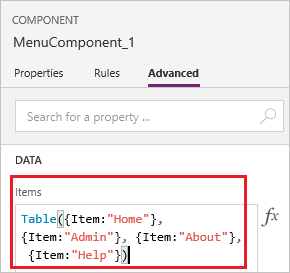 COMPONENT
MenuComponent_1
Properties Rules Advanced
Search for a property ...
DATA
Items
Table({Item:"Home"},
{Item:"Admin"}, {Item:"About"},
{Item:"Help"})
fx